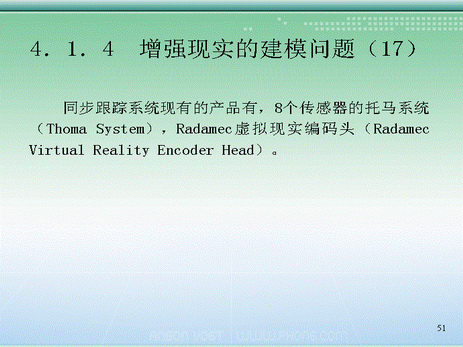 4．1．4　增强现实的建模问题（17）
同步跟踪系统现有的产品有，8个传感器的托马系统
（Thoma System），Radamec虚拟现实编码头（Radamec
Virtual Reality Encoder Head）。
51